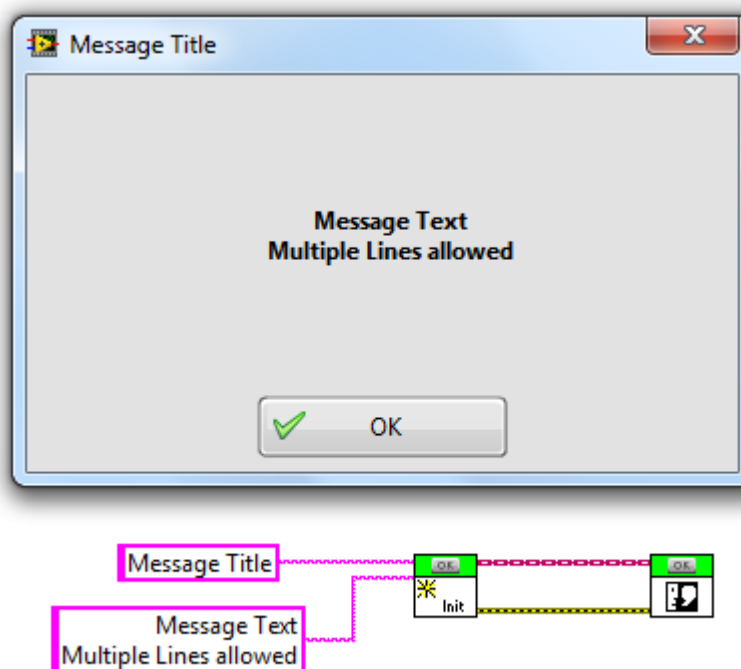 Message Title
Message Text
Multiple Lines allowed
OK
Message Title
OK
OK
Init
Message Text
Multiple Lines allowed